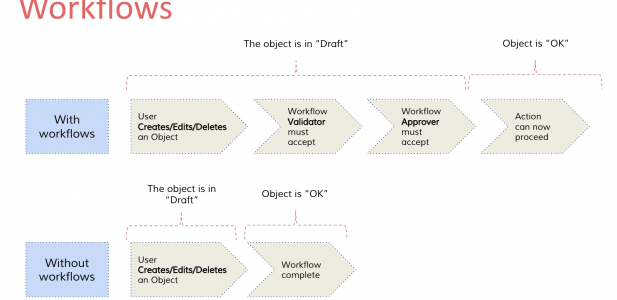 Workflows
The object is in "Draft"
Object is "OK"
With
workflows
User
Creates/Edits/Deletes
an Object
Workflow
Validator
must
accept
Workflow
Approver
must
accept
Action
can now
proceed
The object is in
"Draft"
Object is "OK"
Without
workflows
User
Creates/Edits/Deletes
an Object
Workflow
complete